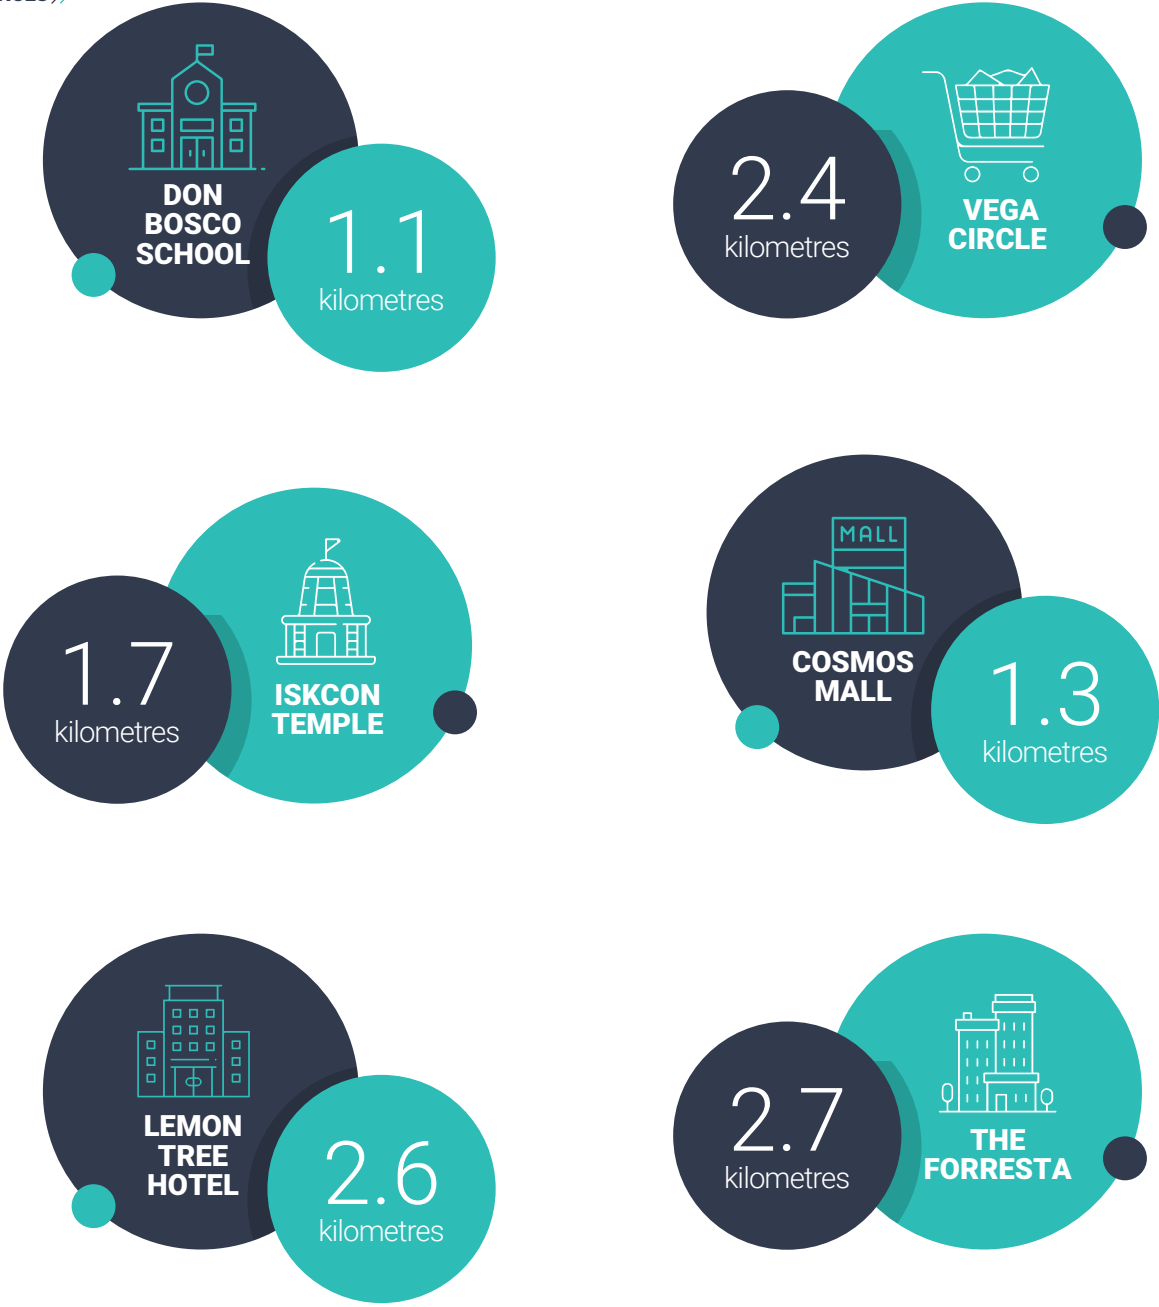 DON
BOSCO
SCHOOL
1.1
kilometres
2.4
kilometres
VEGA
CIRCLE
1.7
kilometres
ISKCON
TEMPLE
MALL
COSMOS
MALL
1.3
kilometres
LEMON
TREE
HOTEL
2.6
kilometres
2.7
kilometres
THE
FORRESTA